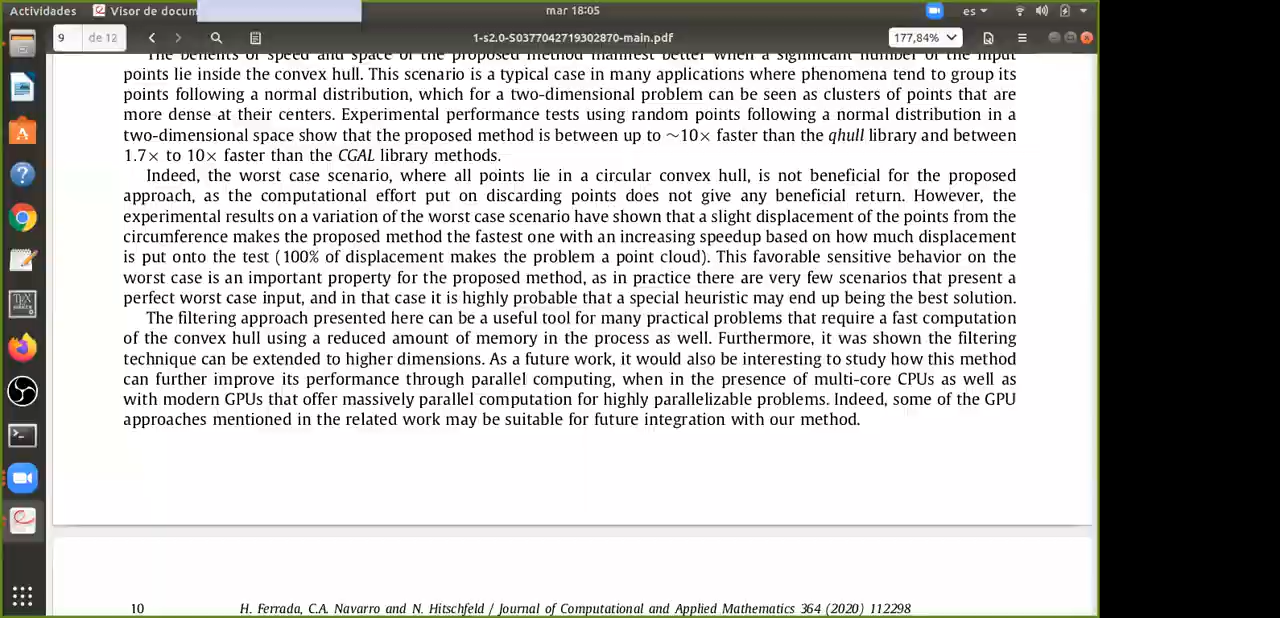 Actividades
Visor de docum
mar 18:05
es
9
de 12
1-s2.0-S0377042719302870-main.pdf
177,84%
The benefits of speed and space of the proposed method manifest better when a significant number of the input
points lie inside the convex hull. This scenario is a typical case in many applications where phenomena tend to group its
points following a normal distribution, which for a two-dimensional problem can be seen as clusters of points that are
more dense at their centers. Experimental performance tests using random points following a normal distribution in a
two-dimensional space show that the proposed method is between up to ~10× faster than the qhull library and between
1.7× to 10× faster than the CGAL library methods.
Indeed, the worst case scenario, where all points lie in a circular convex hull, is not beneficial for the proposed
approach, as the computational effort put on discarding points does not give any beneficial return. However, the
experimental results on a variation of the worst case scenario have shown that a slight displacement of the points from the
circumference makes the proposed method the fastest one with an increasing speedup based on how much displacement
is put onto the test (100% of displacement makes the problem a point cloud). This favorable sensitive behavior on the
worst case is an important property for the proposed method, as in practice there are very few scenarios that present a
perfect worst case input, and in that case it is highly probable that a special heuristic may end up being the best solution.
The filtering approach presented here can be a useful tool for many practical problems that require a fast computation
of the convex hull using a reduced amount of memory in the process as well. Furthermore, it was shown the filtering
technique can be extended to higher dimensions. As a future work, it would also be interesting to study how this method
can further improve its performance through parallel computing, when in the presence of multi-core CPUs as well as
with modern GPUs that offer massively parallel computation for highly parallelizable problems. Indeed, some of the GPU
approaches mentioned in the related work may be suitable for future integration with our method.
10
H. Ferrada, C.A. Navarro and N. Hitschfeld / Journal of Computational and Applied Mathematics 364 (2020) 112298